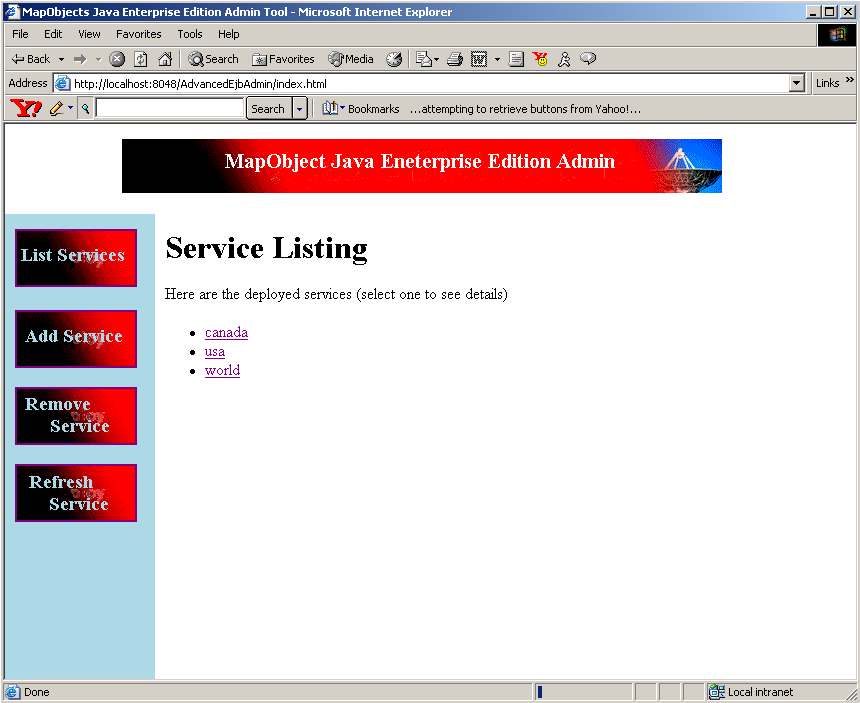 MapObjects Java Enterprise Edition Admin Tool - Microsoft Internet Explorer
File Edit View Favorites Tools Help
Back Search Favorites Media W
Address http://localhost:8048/AdvancedEjbAdmin/index.html Links »
Y! Search Bookmarks ...attempting to retrieve buttons from Yahoo!...
MapObject Java Eneterprise Edition Admin
List Services
Add Service
Remove
Service
Refresh
Service
Service Listing
Here are the deployed services (select one to see details)
canada
usa
world
Done Local intranet